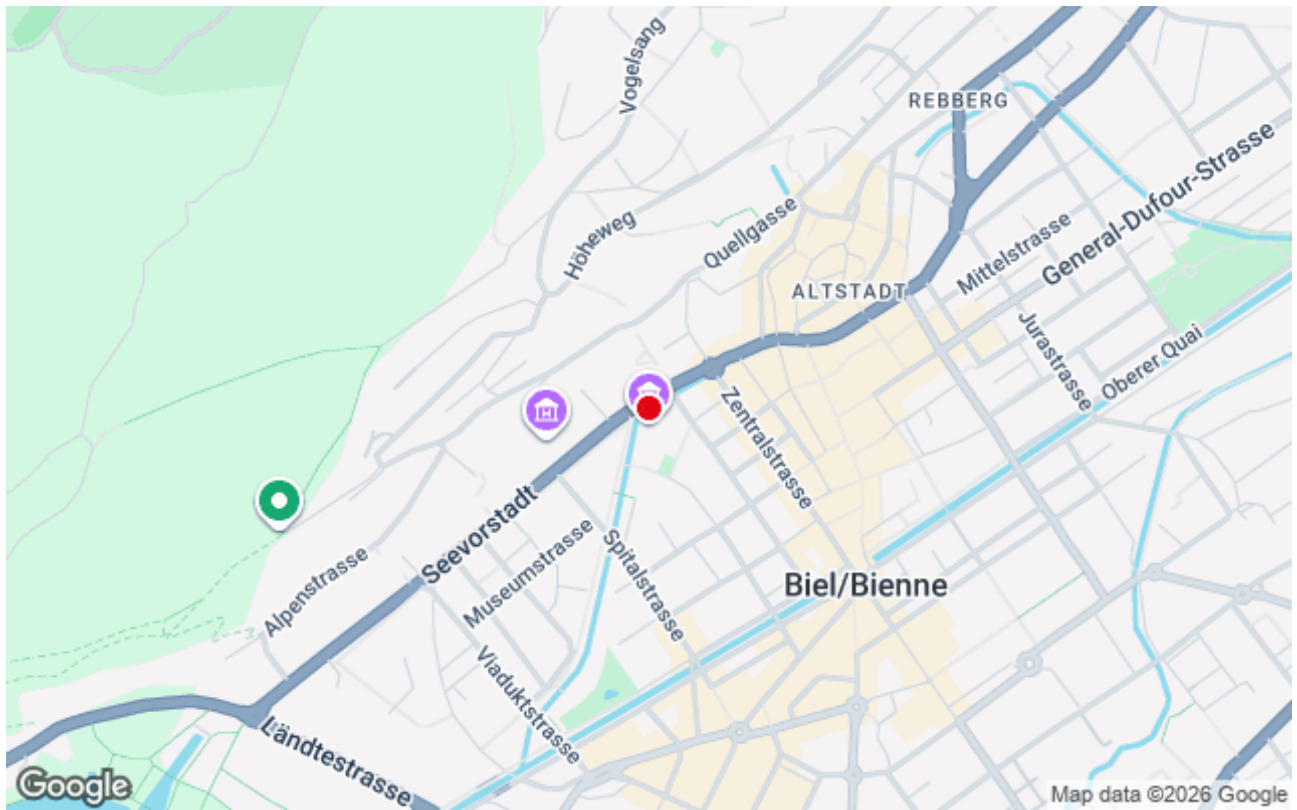 Vogelsang
REBBERG
General-Dufour-Strasse
Höheweg
Quellgasse
Mittelstrasse
ALTSTADT
Jurastrasse
Oberer Quai
Zentralstrasse
Seevorstadt
Museumstrasse
Spitalstrasse
Biel/Bienne
Alpenstrasse
Viaduktstrasse
Ländtestrasse
Google
Map data ©2026 Google